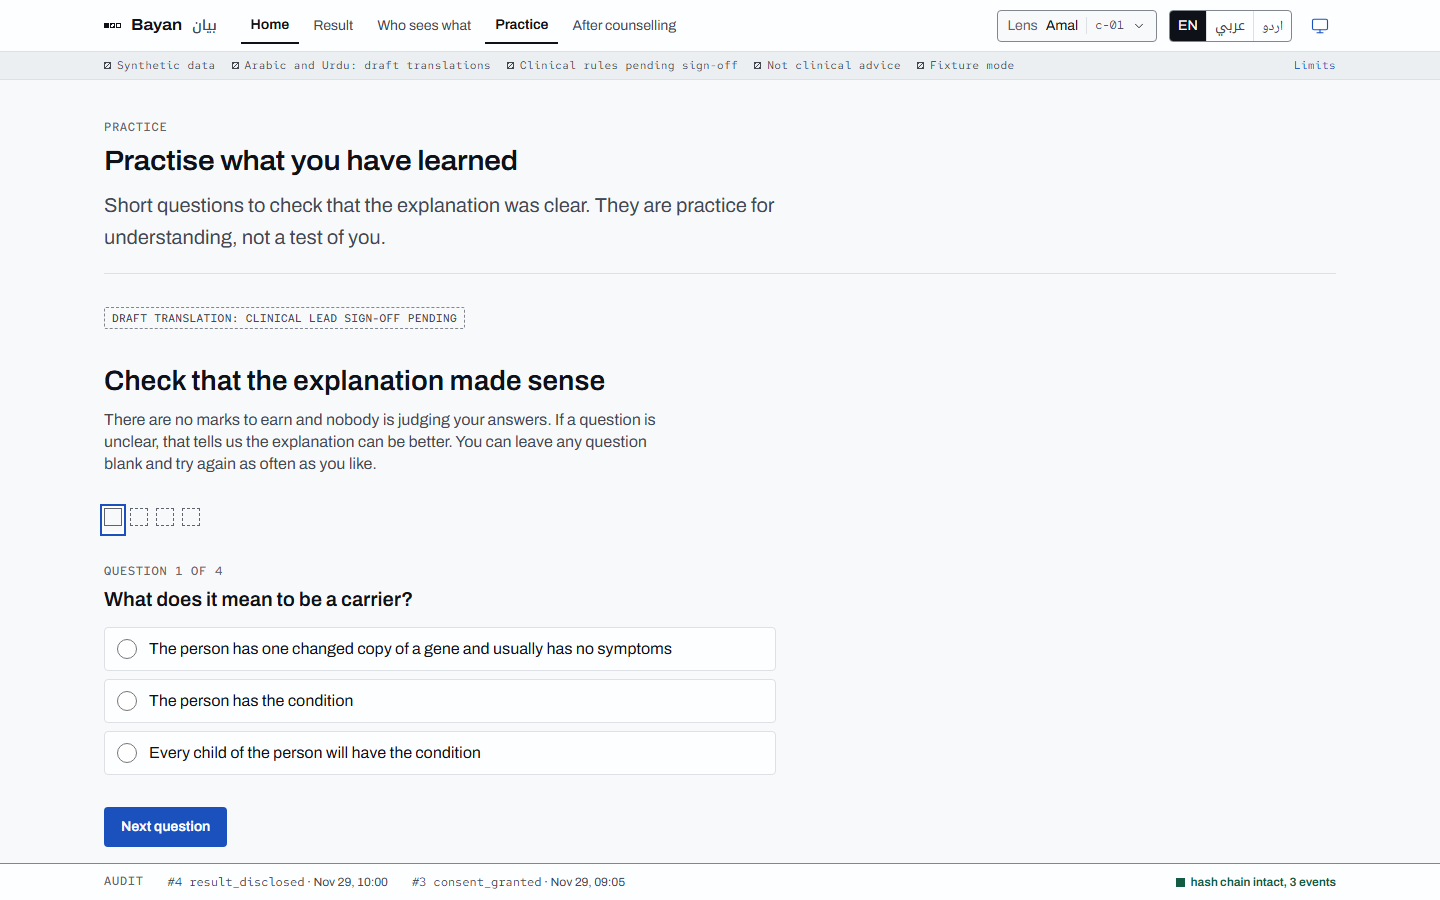 Bayan بيان
Home
Result
Who sees what
Practice
After counselling
Lens Amal c-01
EN
عربي
اردو
Synthetic data
Arabic and Urdu: draft translations
Clinical rules pending sign-off
Not clinical advice
Fixture mode
Limits
PRACTICE
Practise what you have learned
Short questions to check that the explanation was clear. They are practice for
understanding, not a test of you.
DRAFT TRANSLATION: CLINICAL LEAD SIGN-OFF PENDING
Check that the explanation made sense
There are no marks to earn and nobody is judging your answers. If a question is
unclear, that tells us the explanation can be better. You can leave any question
blank and try again as often as you like.
QUESTION 1 OF 4
What does it mean to be a carrier?
The person has one changed copy of a gene and usually has no symptoms
The person has the condition
Every child of the person will have the condition
Next question
AUDIT
#4 result_disclosed · Nov 29, 10:00
#3 consent_granted · Nov 29, 09:05
hash chain intact, 3 events